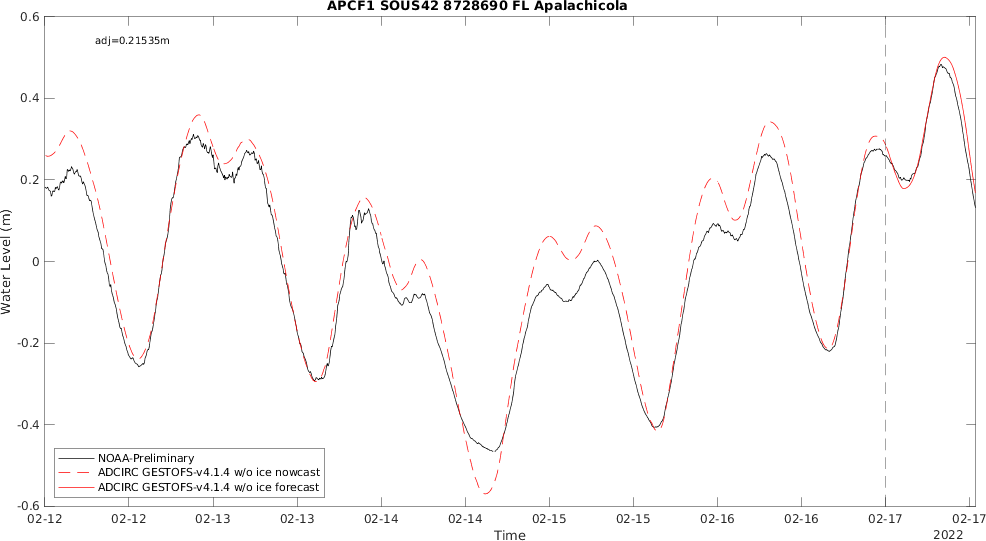 APCF1 SOUS42 8728690 FL Apalachicola
adj=0.21535m
0.6
0.4
0.2
0
-0.2
-0.4
-0.6
Water Level (m)
NOAA-Preliminary
ADCIRC GESTOFS-v4.1.4 w/o ice nowcast
ADCIRC GESTOFS-v4.1.4 w/o ice forecast
02-12 02-12 02-13 02-13 02-14 02-14 02-15 02-15 02-16 02-16 02-17 02-17
Time
2022